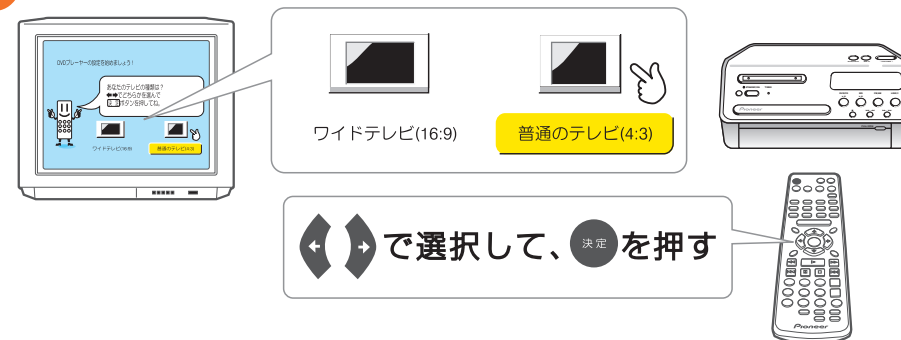 DVDプレーヤーの設定を始めましょう!
あなたのテレビの種類は?
でどちらかを選んで
決定ボタンを押してね。
ワイドテレビ(16:9)
普通のテレビ(4:3)
ワイドテレビ(16:9)
普通のテレビ(4:3)
Pioneer
で選択して、決定を押す
Pioneer